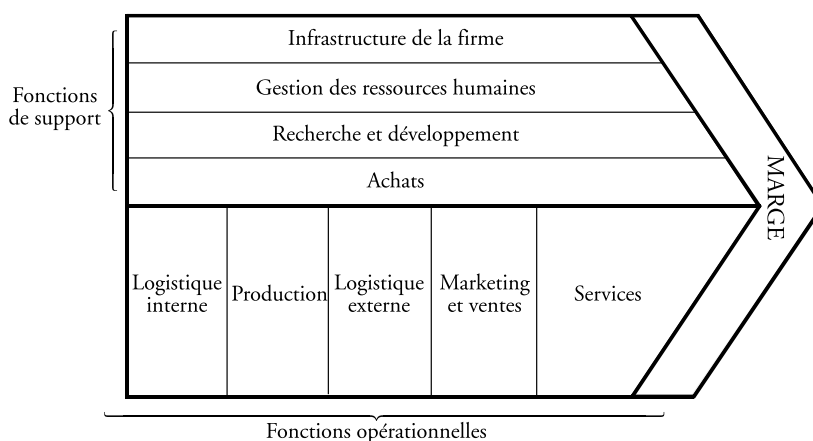 Infrastructure de la firme
Gestion des ressources humaines
Fonctions
de support
Recherche et développement
Achats
MARGE
Logistique
interne
Production
Logistique
externe
Marketing
et ventes
Services
Fonctions opérationnelles